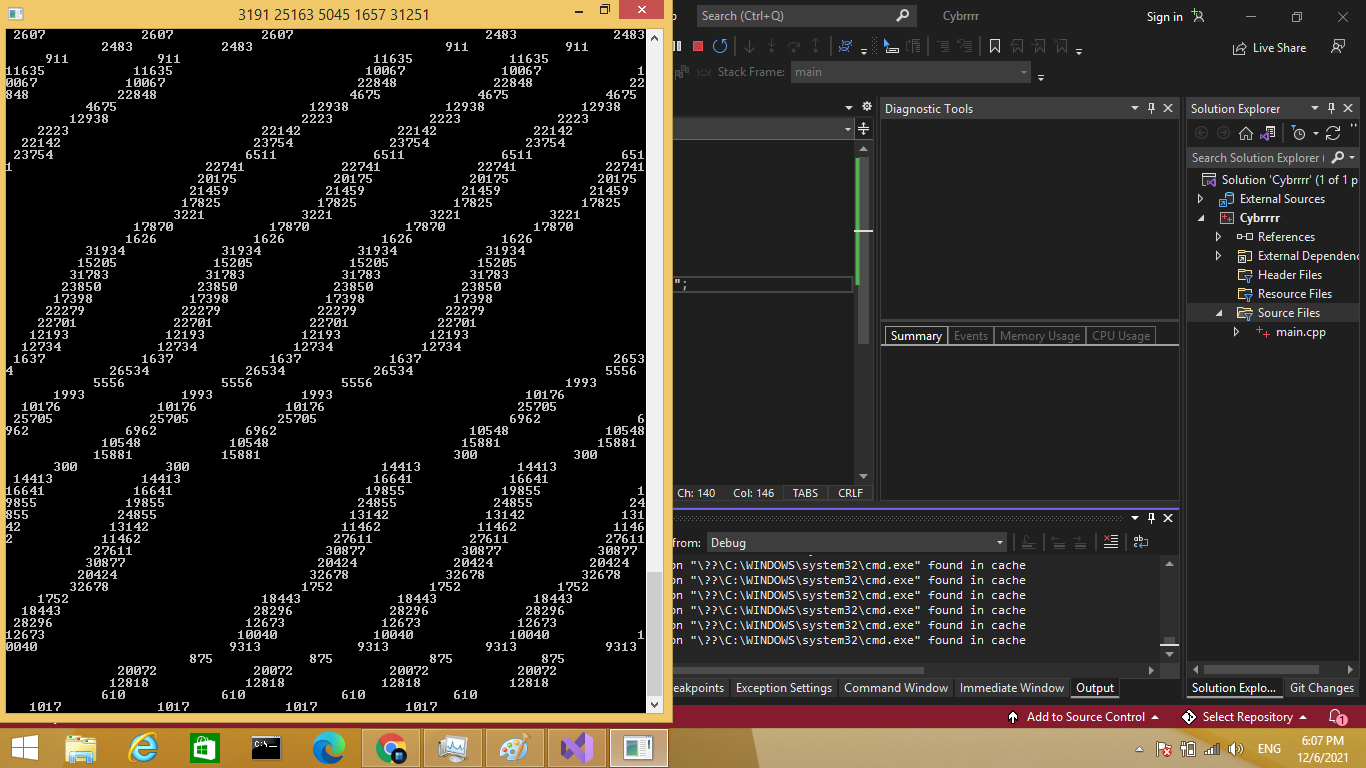 3191 25163 5045 1657 31251
2607 2607 2607 2483
2483 2483 911 911
911 911 11635 11635
11635 11635 10067 10067 1
0067 10067 22848 22848 22
848 22848 4675 4675 4675
4675 12938 12938 12938
12938 2223 2223 2223
2223 22142 22142 22142
22142 23754 23754 23754
23754 6511 6511 6511 651
1 22741 22741 22741 22741
20175 20175 20175 20175
21459 21459 21459 21459
17825 17825 17825 17825
3221 3221 3221 3221
17870 17870 17870 17870
1626 1626 1626 1626
31934 31934 31934 31934
15205 15205 15205 15205
31783 31783 31783 31783
23850 23850 23850 23850
17398 17398 17398 17398
22279 22279 22279 22279
22701 22701 22701 22701
12193 12193 12193 12193
12734 12734 12734 12734
1637 1637 1637 1637 2653
4 26534 26534 26534 5556
5556 5556 5556 1993
1993 1993 1993 10176
10176 10176 10176 25705
25705 25705 25705 6962 6
962 6962 6962 10548 10548
10548 10548 15881 15881
15881 15881 300 300
300 300 14413 14413
14413 14413 16641 16641
16641 16641 19855 19855 1
9855 19855 24855 24855 24
855 24855 13142 13142 131
42 13142 11462 11462 1146
2 11462 27611 27611 27611
27611 30877 30877 30877
30877 20424 20424 20424
20424 32678 32678 32678
32678 1752 1752 1752
1752 18443 18443 18443
18443 28296 28296 28296
28296 12673 12673 12673
12673 10040 10040 10040 1
0040 9313 9313 9313 9313
875 875 875 875
20072 20072 20072 20072
12818 12818 12818 12818
610 610 610 610
1017 1017 1017 1017
Search (Ctrl+Q)
Cybrrrr
Sign in
Live Share
Stack Frame: main
";
Ch: 140 Col: 146 TABS CRLF
Diagnostic Tools
Summary Events Memory Usage CPU Usage
Solution Explorer
Search Solution Explorer (
Solution 'Cybrrrr' (1 of 1 p
External Sources
Cybrrrr
References
External Dependenc
Header Files
Resource Files
Source Files
main.cpp
from: Debug
on "\??\C:\WINDOWS\system32\cmd.exe" found in cache
on "\??\C:\WINDOWS\system32\cmd.exe" found in cache
on "\??\C:\WINDOWS\system32\cmd.exe" found in cache
on "\??\C:\WINDOWS\system32\cmd.exe" found in cache
on "\??\C:\WINDOWS\system32\cmd.exe" found in cache
on "\??\C:\WINDOWS\system32\cmd.exe" found in cache
eakpoints Exception Settings Command Window Immediate Window Output
Solution Explo... Git Changes
Add to Source Control
Select Repository
1
C:\
ENG
6:07 PM
12/6/2021